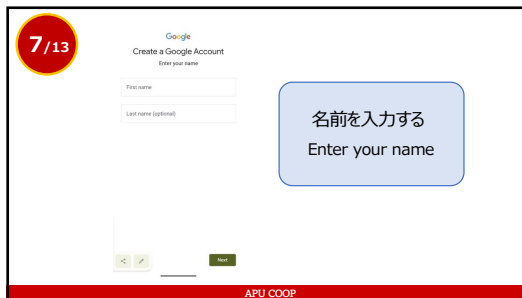 7/13
Google
Create a Google Account
Enter your name
First name
Last name (optional)
名前を入力する
Enter your name
Next
APU COOP